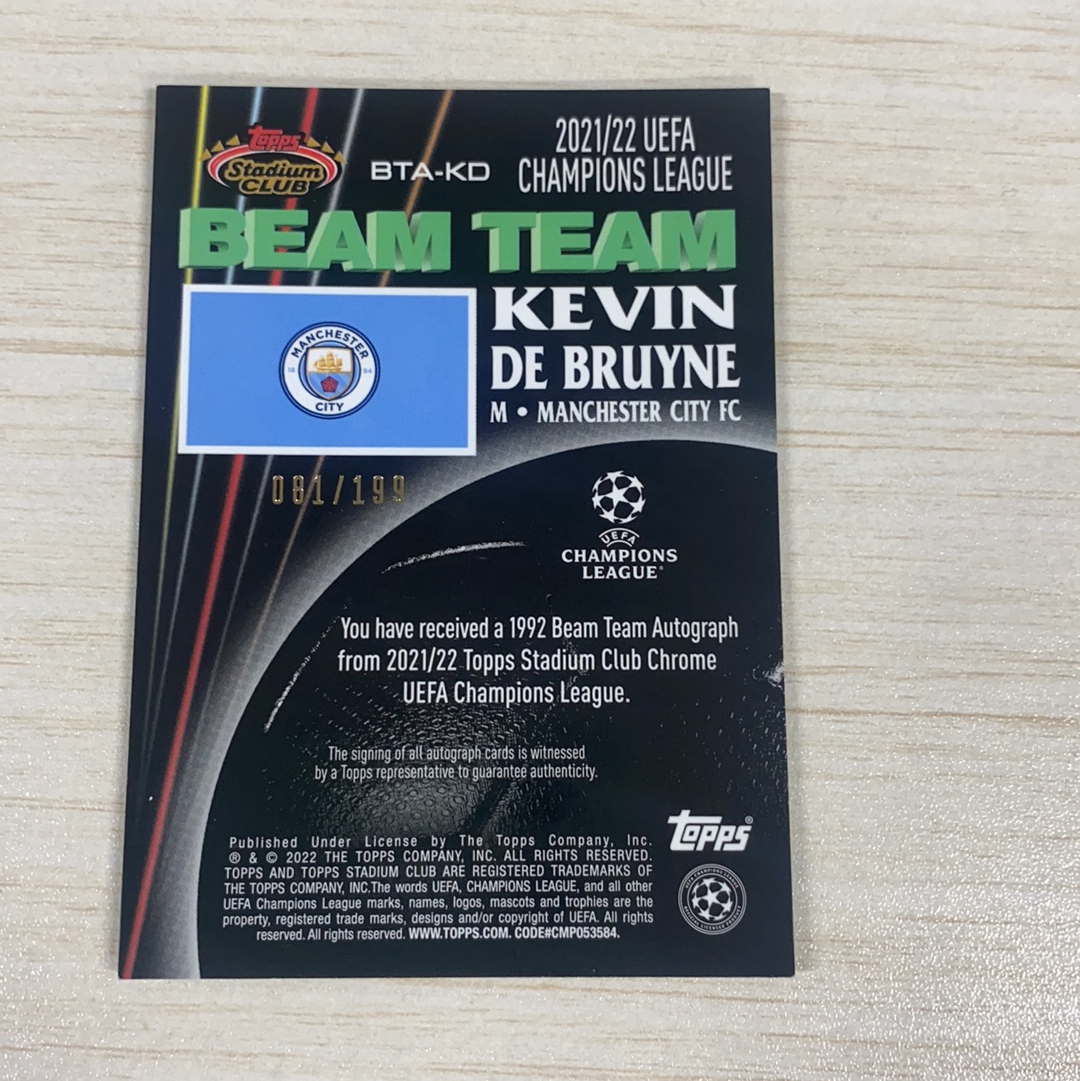 topps
Stadium
CLUB
BTA-KD
2021/22 UEFA
CHAMPIONS LEAGUE
BEAM TEAM
KEVIN
DE BRUYNE
M • MANCHESTER CITY FC
MANCHESTER
18 94
CITY
081/199
UEFA
CHAMPIONS
LEAGUE®
You have received a 1992 Beam Team Autograph
from 2021/22 Topps Stadium Club Chrome
UEFA Champions League.
The signing of all autograph cards is witnessed
by a Topps representative to guarantee authenticity.
topps®
Published Under License by The Topps Company, Inc.
® & © 2022 THE TOPPS COMPANY, INC. ALL RIGHTS RESERVED.
TOPPS AND TOPPS STADIUM CLUB ARE REGISTERED TRADEMARKS OF
THE TOPPS COMPANY, INC.The words UEFA, CHAMPIONS LEAGUE, and all other
UEFA Champions League marks, names, logos, mascots and trophies are the
property, registered trade marks, designs and/or copyright of UEFA. All rights
reserved. All rights reserved. WWW.TOPPS.COM. CODE#CMP053584.